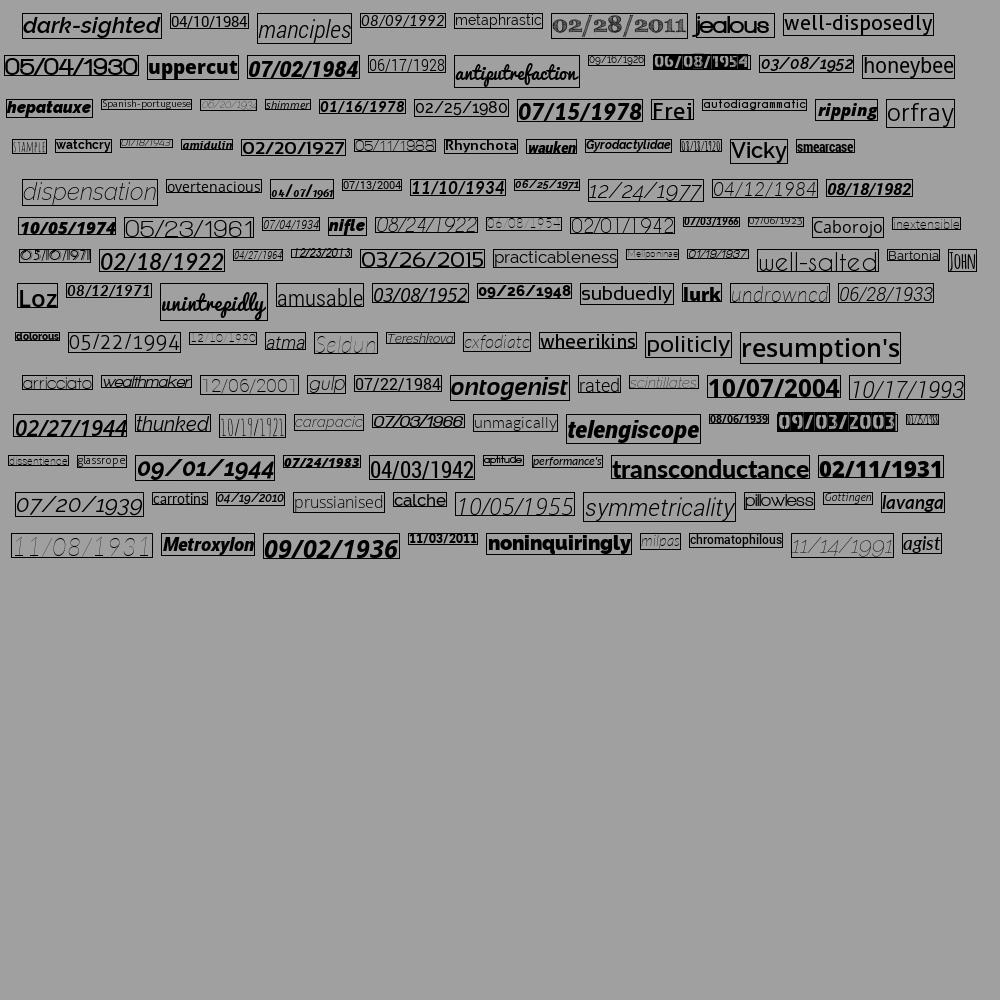 dark-sighted 04/10/1984 manciples 08/09/1992 metaphrastic 02/28/2011 jealous well-disposedly
05/04/1930 uppercut 07/02/1984 06/17/1928 antiputrefaction 09/16/1926 06/08/1954 03/08/1952 honeybee
hepatauxe Spanish-portuguese 06/20/1932 shimmer 01/16/1978 02/25/1980 07/15/1978 Frei autodiagrammatic ripping orfray
STAMPLE watchcry 01/18/1943 amidulin 02/20/1927 05/11/1988 Rhynchota wauken Gyrodactylidae Vicky smearcase
dispensation overtenacious 04/07/1961 07/13/2004 11/10/1934 06/25/1971 12/24/1977 04/12/1984 08/18/1982
10/05/1974 05/23/1961 07/04/1934 nifle 08/24/1922 06/08/1954 02/01/1942 07/03/1966 07/06/1923 Caborojo inextensible
05/10/1971 02/18/1922 04/27/1964 12/23/2013 03/26/2015 practicableness Meliponinae 01/19/1937 well-salted Bartonia JOHN
Loz 08/12/1971 unintrepidly amusable 03/08/1952 09/26/1948 subduedly lurk undrowned 06/28/1933
dolorous 05/22/1994 12/10/1990 atma Seldun Tereshkova exfodiate wheerikins politicly resumption's
arricciato wealthmaker 12/06/2001 gulp 07/22/1984 ontogenist rated scintillates 10/07/2004 10/17/1993
02/27/1944 thunked 10/19/1921 carapacic 07/03/1966 unmagically telengiscope 08/06/1939 09/03/2003
dissentience glassrope 09/01/1944 07/24/1983 04/03/1942 aptitude performance's transconductance 02/11/1931
07/20/1939 carrotins 04/19/2010 prussianised calche 10/05/1955 symmetricality pillowless Gottingen lavanga
11/08/1931 Metroxylon 09/02/1936 11/03/2011 noninquiringly milpas chromatophilous 11/14/1991 agist